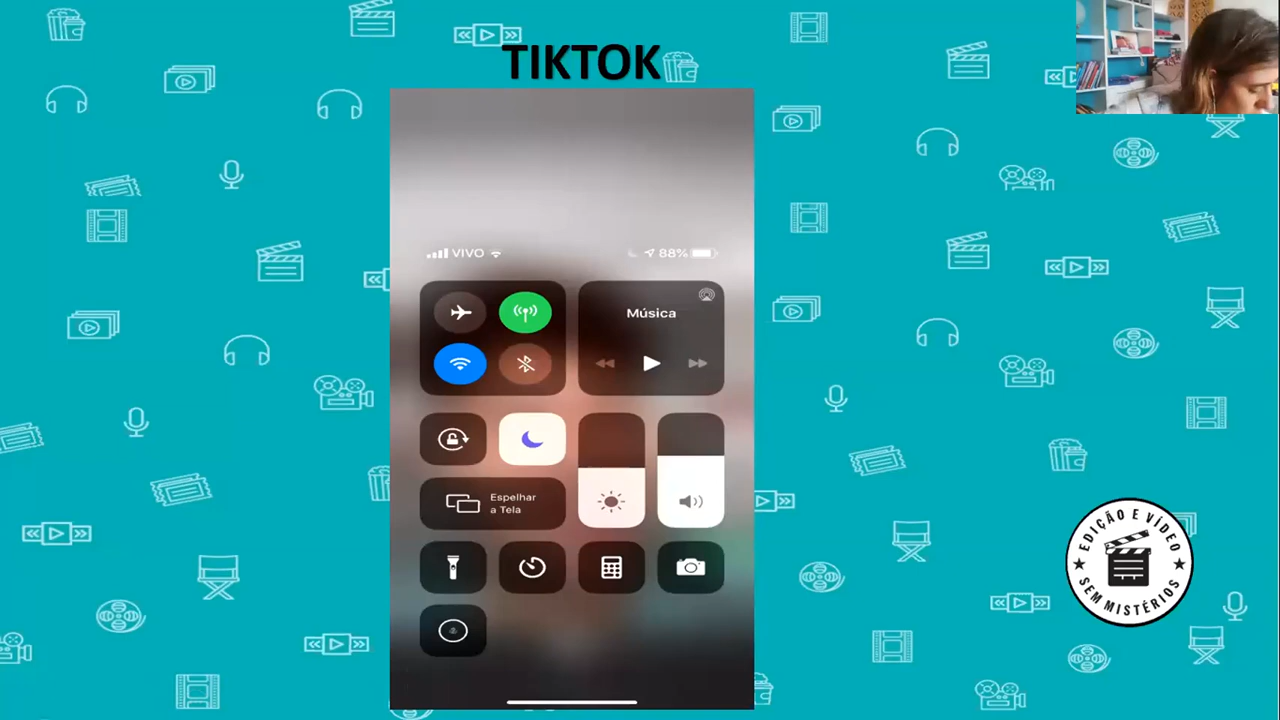 TIKTOK
VIVO
88%
Música
Espelhar
a Tela
EDIÇÃO E VÍDEO
SEM MISTÉRIOS